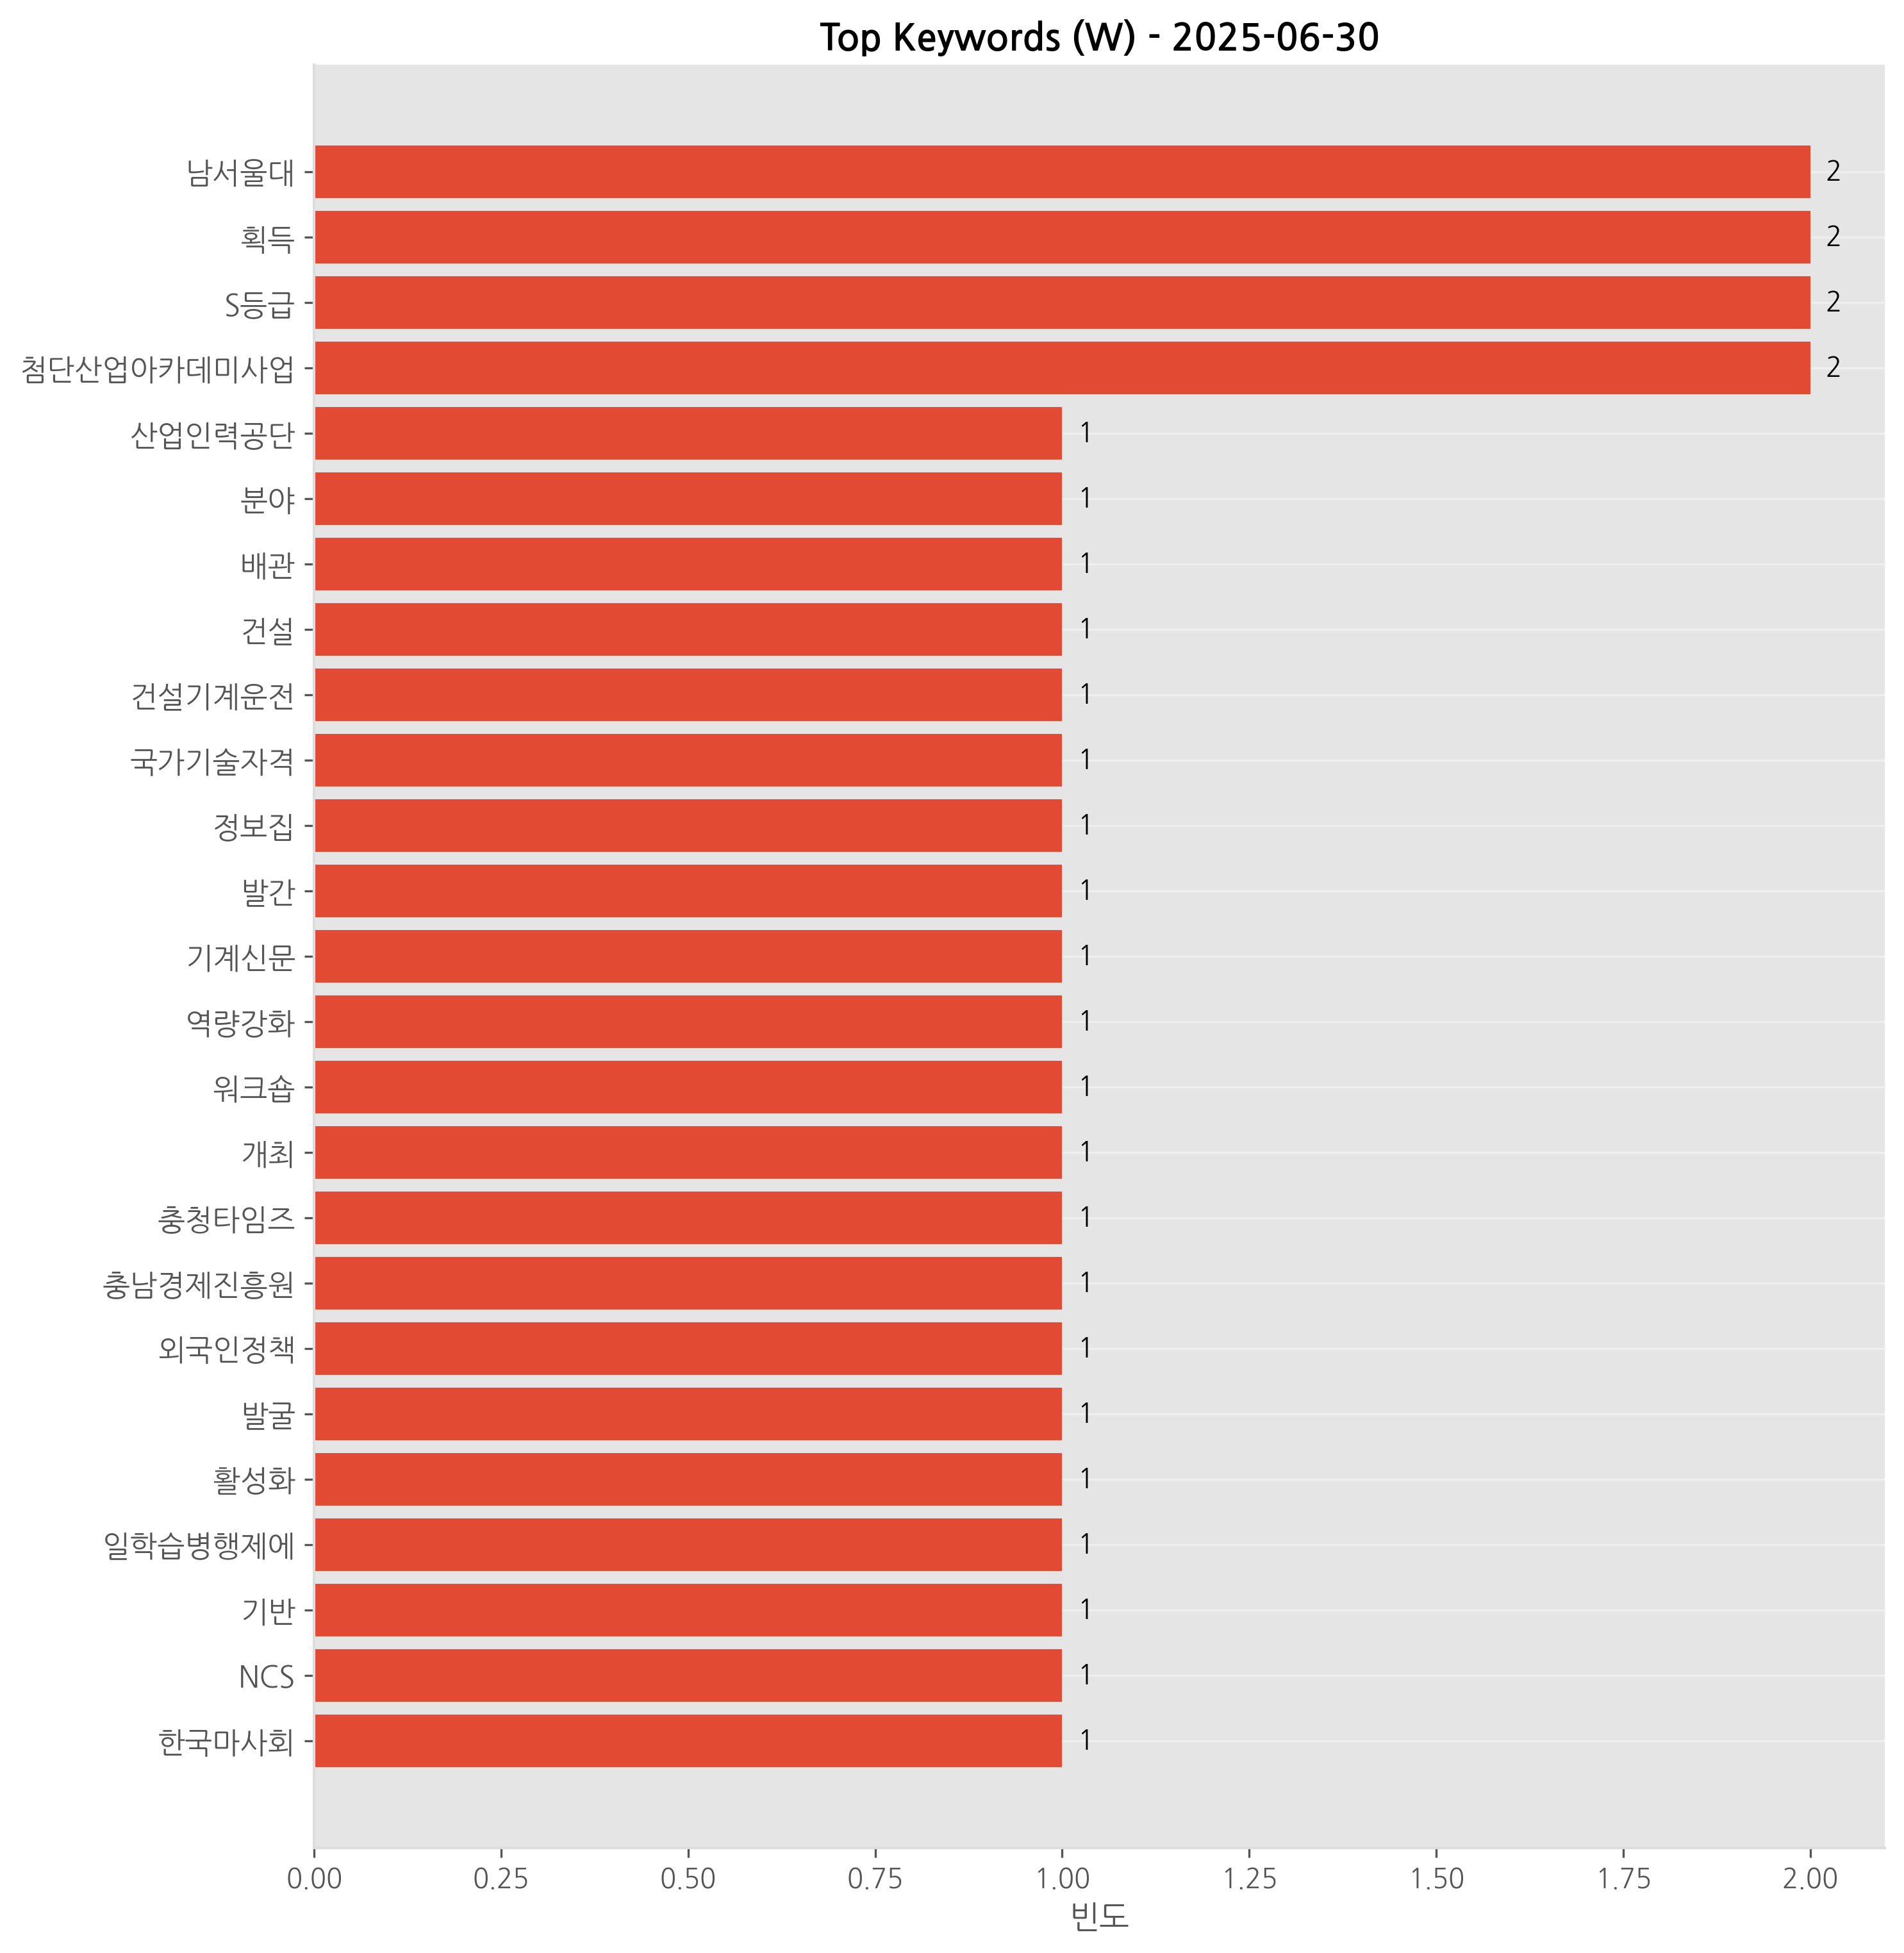 Top Keywords (W) - 2025-06-30
남서울대 2
획득 2
S등급 2
첨단산업아카데미사업 2
산업인력공단 1
분야 1
배관 1
건설 1
건설기계운전 1
국가기술자격 1
정보집 1
발간 1
기계신문 1
역량강화 1
워크숍 1
개최 1
충청타임즈 1
충남경제진흥원 1
외국인정책 1
발굴 1
활성화 1
일학습병행제에 1
기반 1
NCS 1
한국마사회 1
0.00 0.25 0.50 0.75 1.00 1.25 1.50 1.75 2.00
빈도